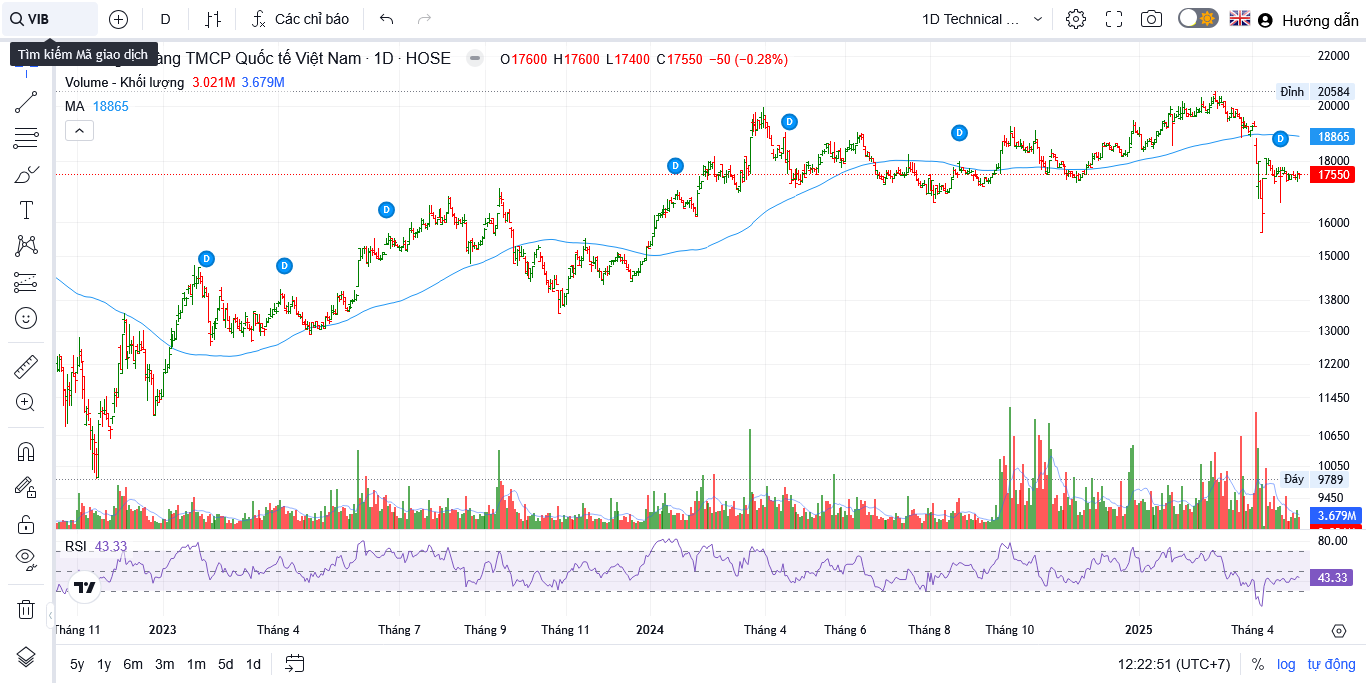 VIB
D
Các chỉ báo
1D Technical ...
Hướng dẫn
Tìm kiếm Mã giao dịch
àng TMCP Quốc tế Việt Nam · 1D · HOSE
O17600 H17600 L17400 C17550 −50 (−0.28%)
Volume - Khối lượng 3.021M 3.679M
MA 18865
22000
Đỉnh 20584
20000
18865
18000
17550
16000
15000
13800
13000
12200
11450
10650
10050
Đáy 9789
9450
3.679M
D
D
D
D
D
D
D
RSI 43.33
80.00
43.33
Tháng 11 2023 Tháng 4 Tháng 7 Tháng 9 Tháng 11 2024 Tháng 4 Tháng 6 Tháng 8 Tháng 10 2025 Tháng 4
5y 1y 6m 3m 1m 5d 1d
12:22:51 (UTC+7) % log tự động